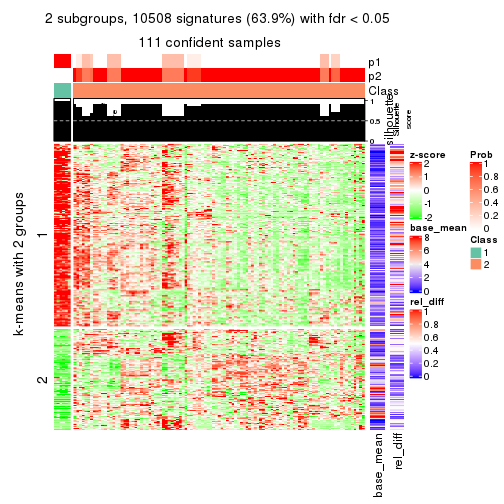 2 subgroups, 10508 signatures (63.9%) with fdr < 0.05
111 confident samples
p1
p2
Class
1
0.5
0
p
silhouette
Silhouette
score
k-means with 2 groups
1
2
base_mean
rel_diff
z-score
2
1
0
-1
-2
base_mean
8
6
4
2
0
rel_diff
1
0.8
0.6
0.4
0.2
0
Prob
1
0.8
0.6
0.4
0.2
0
Class
1
2